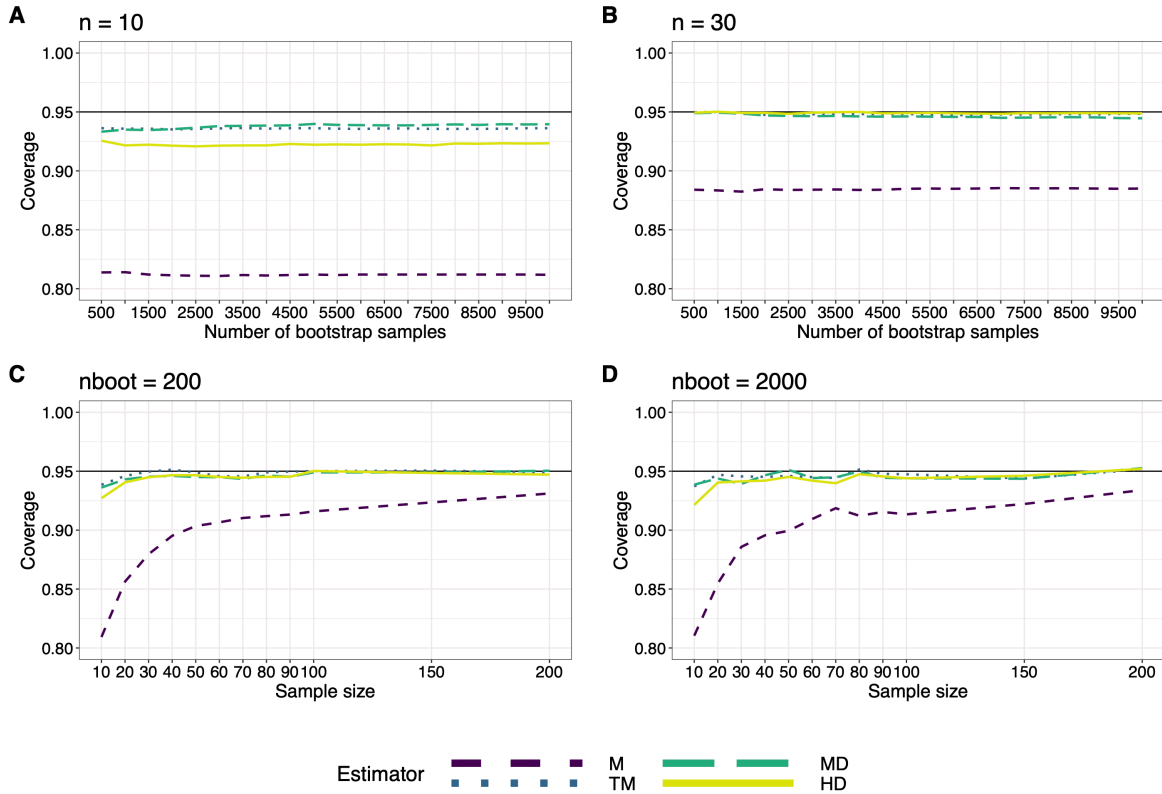 A
n = 10
1.00
0.95
0.90
0.85
0.80
Coverage
500 1500 2500 3500 4500 5500 6500 7500 8500 9500
Number of bootstrap samples
B
n = 30
1.00
0.95
0.90
0.85
0.80
Coverage
500 1500 2500 3500 4500 5500 6500 7500 8500 9500
Number of bootstrap samples
C
nboot = 200
1.00
0.95
0.90
0.85
0.80
Coverage
10 20 30 40 50 60 70 80 90 100 150 200
Sample size
D
nboot = 2000
1.00
0.95
0.90
0.85
0.80
Coverage
10 20 30 40 50 60 70 80 90 100 150 200
Sample size
Estimator
M MD
TM HD